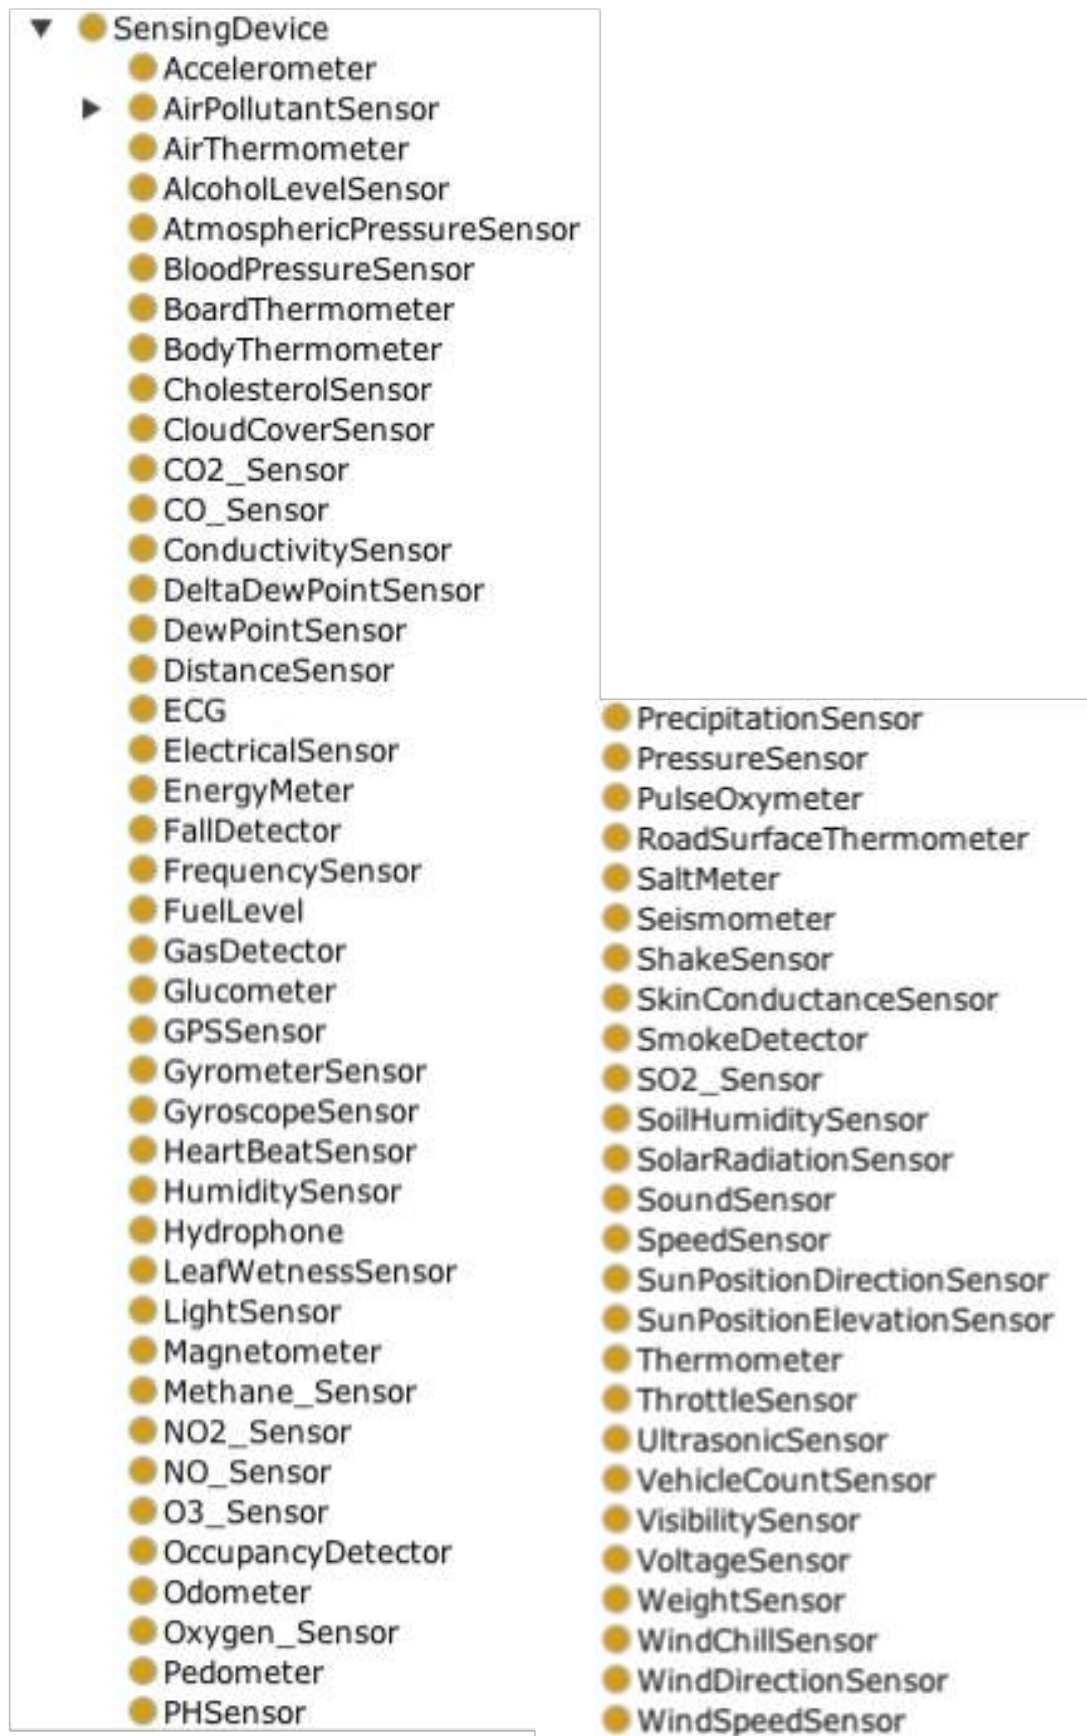 SensingDevice
Accelerometer
AirPollutantSensor
AirThermometer
AlcoholLevelSensor
AtmosphericPressureSensor
BloodPressureSensor
BoardThermometer
BodyThermometer
CholesterolSensor
CloudCoverSensor
CO2_Sensor
CO_Sensor
ConductivitySensor
DeltaDewPointSensor
DewPointSensor
DistanceSensor
ECG
ElectricalSensor
EnergyMeter
FallDetector
FrequencySensor
FuelLevel
GasDetector
Glucometer
GPSSensor
GyrometerSensor
GyroscopeSensor
HeartBeatSensor
HumiditySensor
Hydrophone
LeafWetnessSensor
LightSensor
Magnetometer
Methane_Sensor
NO2_Sensor
NO_Sensor
O3_Sensor
OccupancyDetector
Odometer
Oxygen_Sensor
Pedometer
PHSensor
PrecipitationSensor
PressureSensor
PulseOxymeter
RoadSurfaceThermometer
SaltMeter
Seismometer
ShakeSensor
SkinConductanceSensor
SmokeDetector
SO2_Sensor
SoilHumiditySensor
SolarRadiationSensor
SoundSensor
SpeedSensor
SunPositionDirectionSensor
SunPositionElevationSensor
Thermometer
ThrottleSensor
UltrasonicSensor
VehicleCountSensor
VisibilitySensor
VoltageSensor
WeightSensor
WindChillSensor
WindDirectionSensor
WindSpeedSensor